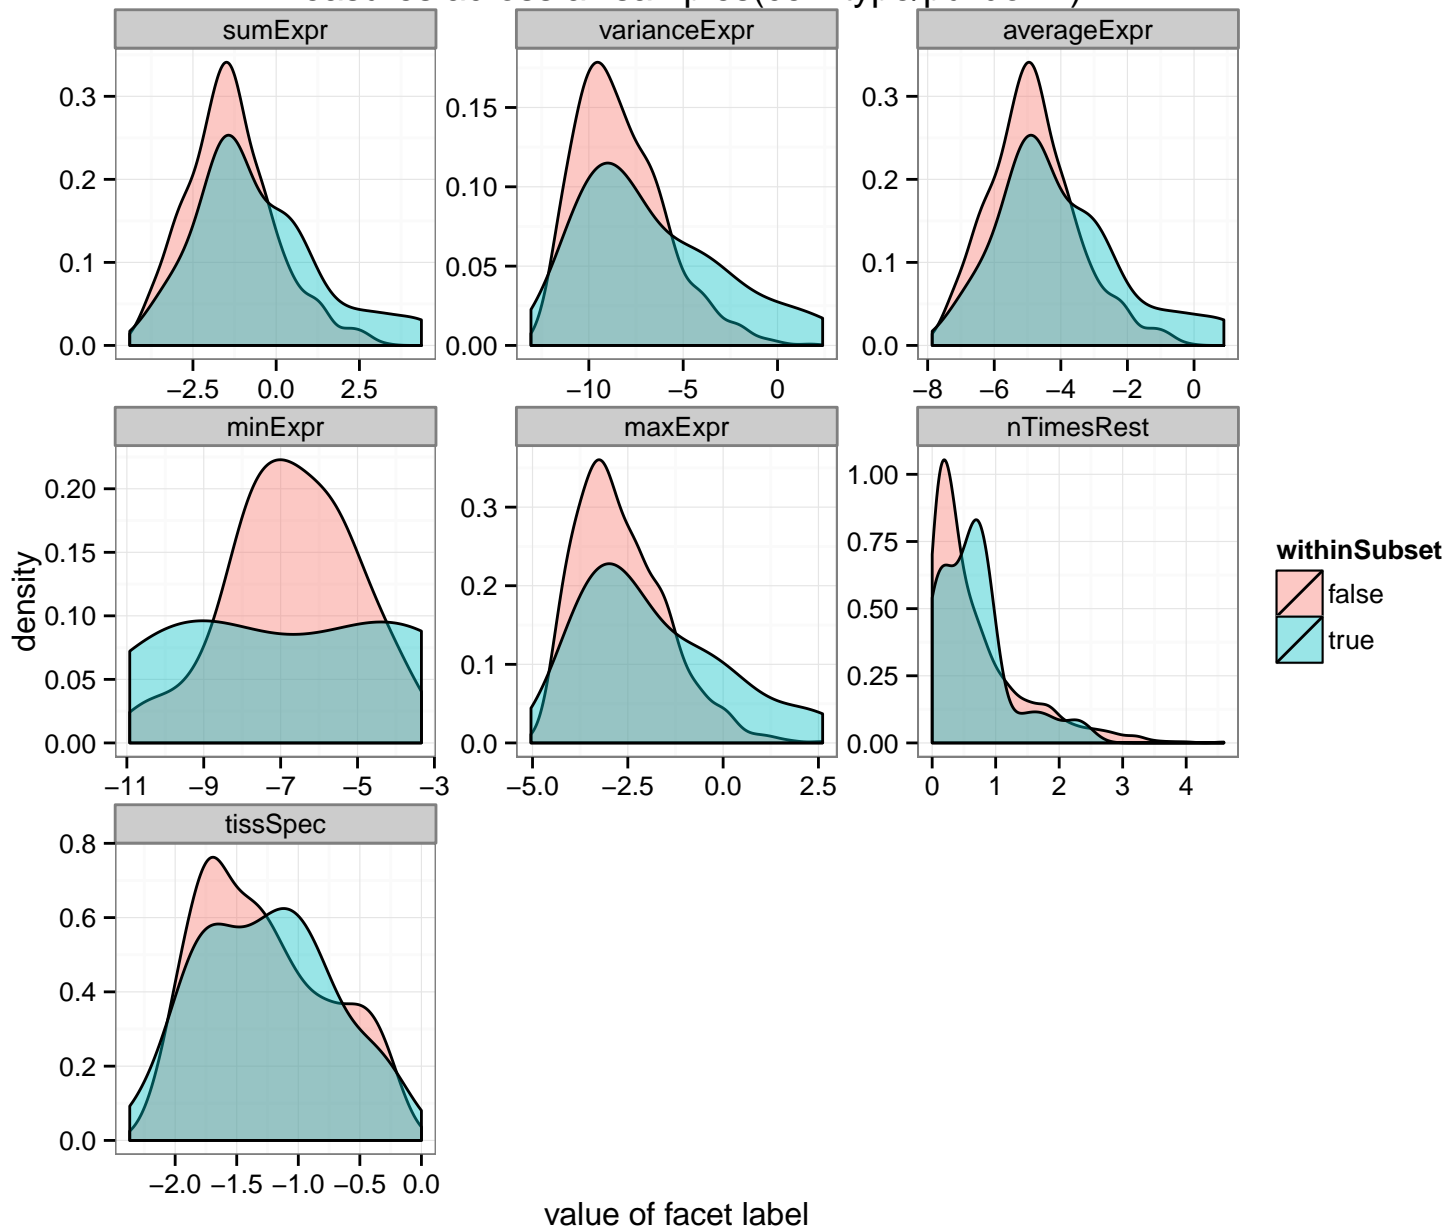 sumExpr varianceExpr averageExpr
0.3 0.15 0.3
0.2 0.10 0.2
0.1 0.05 0.1
0.0 0.00 0.0
−2.5 0.0 2.5 −10 −5 0 −8 −6 −4 −2 0
minExpr maxExpr nTimesRest
0.20 0.3 1.00
0.15 0.2 0.75
0.10 0.1 0.50
0.05 0.0 0.25
0.00 0.00
−11 −9 −7 −5 −3 −5.0 −2.5 0.0 2.5 0 1 2 3 4
density
withinSubset
false
true
tissSpec
0.8
0.6
0.4
0.2
0.0
−2.0 −1.5 −1.0 −0.5 0.0
value of facet label